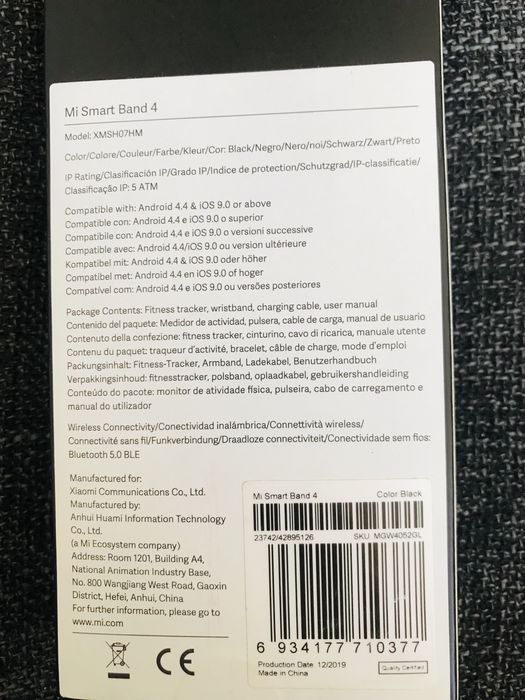 Mi Smart Band 4
Model: XMSH07HM
Color/Colore/Couleur/Farbe/Kleur/Cor: Black/Negro/Nero/noi/Schwarz/Zwart/Preto
IP Rating/Clasificación IP/Grado IP/Indice de protection/Schutzgrad/IP-classificatie/
Classificação IP: 5 ATM
Compatible with: Android 4.4 & iOS 9.0 or above
Compatible con: Android 4.4 e iOS 9.0 o superior
Compatibile con: Android 4.4 e iOS 9.0 o versioni successive
Compatible avec: Android 4.4/iOS 9.0 ou version ultérieure
Kompatibel mit: Android 4.4 & iOS 9.0 oder höher
Compatibel met: Android 4.4 en iOS 9.0 of hoger
Compatível com: Android 4.4 e iOS 9.0 ou versões posteriores
Package Contents: Fitness tracker, wristband, charging cable, user manual
Contenido del paquete: Medidor de actividad, pulsera, cable de carga, manual de usuario
Contenuto della confezione: fitness tracker, cinturino, cavo di ricarica, manuale utente
Contenu du paquet: traqueur d'activité, bracelet, câble de charge, mode d'emploi
Packungsinhalt: Fitness-Tracker, Armband, Ladekabel, Benutzerhandbuch
Verpakkingsinhoud: fitnesstracker, polsband, oplaadkabel, gebruikershandleiding
Conteúdo do pacote: monitor de atividade física, pulseira, cabo de carregamento e
manual do utilizador
Wireless Connectivity/Conectividad inalámbrica/Connettività wireless/
Connectivité sans fil/Funkverbindung/Draadloze connectiviteit/Conectividade sem fios:
Bluetooth 5.0 BLE
Manufactured for:
Xiaomi Communications Co., Ltd.
Manufactured by:
Anhui Huami Information Technology
Co., Ltd.
(a Mi Ecosystem company)
Address: Room 1201, Building A4,
National Animation Industry Base,
No. 800 Wangjiang West Road, Gaoxin
District, Hefei, Anhui, China
For further information, please go to
www.mi.com
CE
Mi Smart Band 4 Color Black
23742/42895126 SKU: MGW4052GL
6 934177 710377
Production Date 12/2019
Made in China
Quality Certified